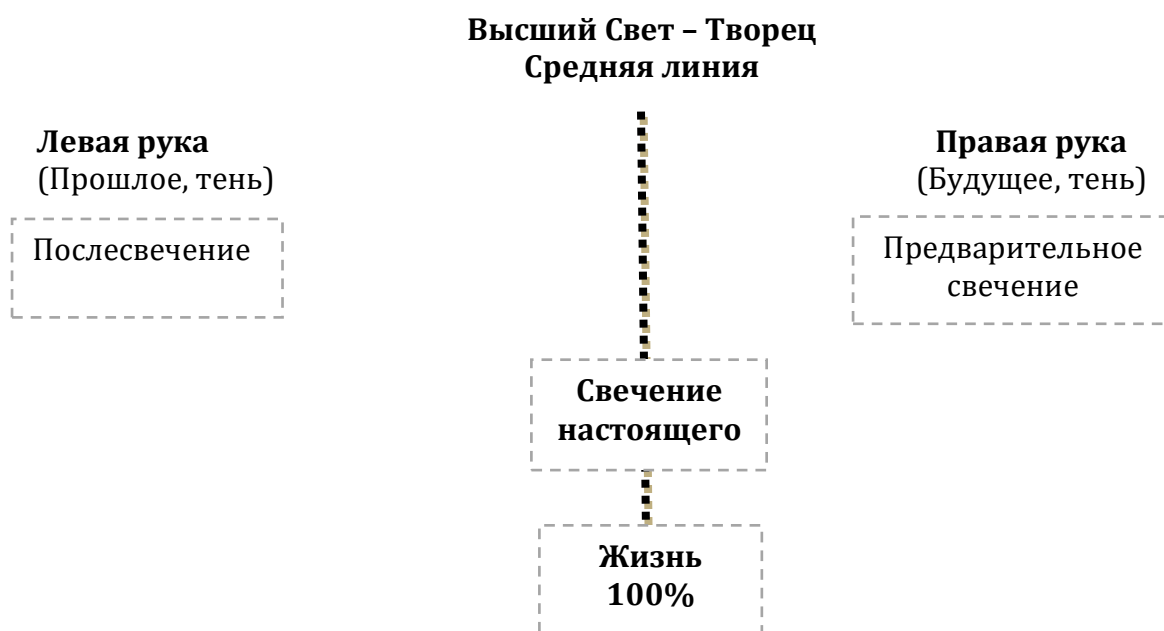 Высший Свет – Творец
Средняя линия
Левая рука
(Прошлое, тень)
Послесвечение
Правая рука
(Будущее, тень)
Предварительное
свечение
Свечение
настоящего
Жизнь
100%